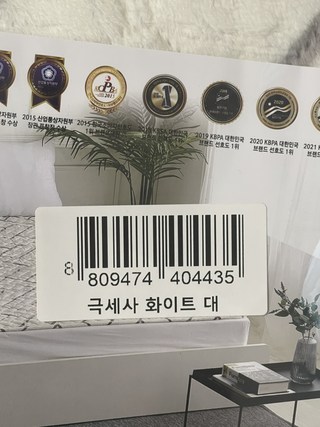 2015 산업통상자원부
2019 KBPA 대한민국
브랜드 선호도 1위
2020 KBPA 대한민국
브랜드 선호도 1위
2021
8 809474 404435
극세사 화이트 대